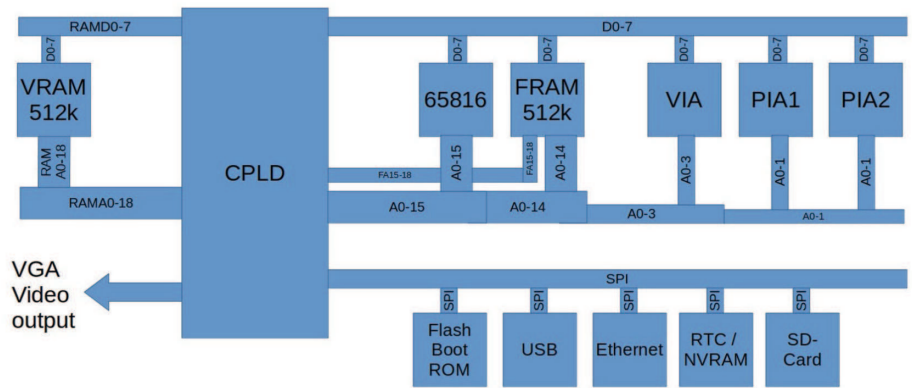 RAMD0-7
D0-7
D0-7
D0-7
D0-7
D0-7
D0-7
D0-7
VRAM
512k
65816
FRAM
512k
VIA
PIA1
PIA2
RAM
A0-18
CPLD
FA15-18
A0-15
FA15-18
A0-14
A0-3
A0-1
A0-1
RAMA0-18
A0-15
A0-14
A0-3
A0-1
VGA
Video
output
SPI
SPI
SPI
SPI
SPI
SPI
Flash
Boot
ROM
USB
Ethernet
RTC /
NVRAM
SD-
Card